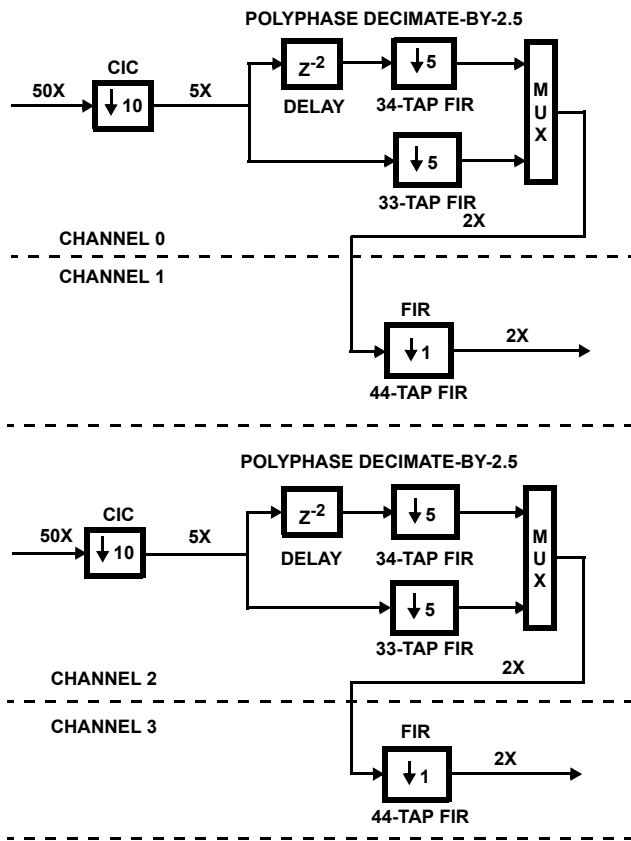 POLYPHASE DECIMATE-BY-2.5
CIC
50X
10
5X
Z-2
5
DELAY
34-TAP FIR
MUX
5
33-TAP FIR
2X
CHANNEL 0
CHANNEL 1
FIR
1
2X
44-TAP FIR
POLYPHASE DECIMATE-BY-2.5
CIC
50X
10
5X
Z-2
5
DELAY
34-TAP FIR
MUX
5
33-TAP FIR
2X
CHANNEL 2
CHANNEL 3
FIR
1
2X
44-TAP FIR